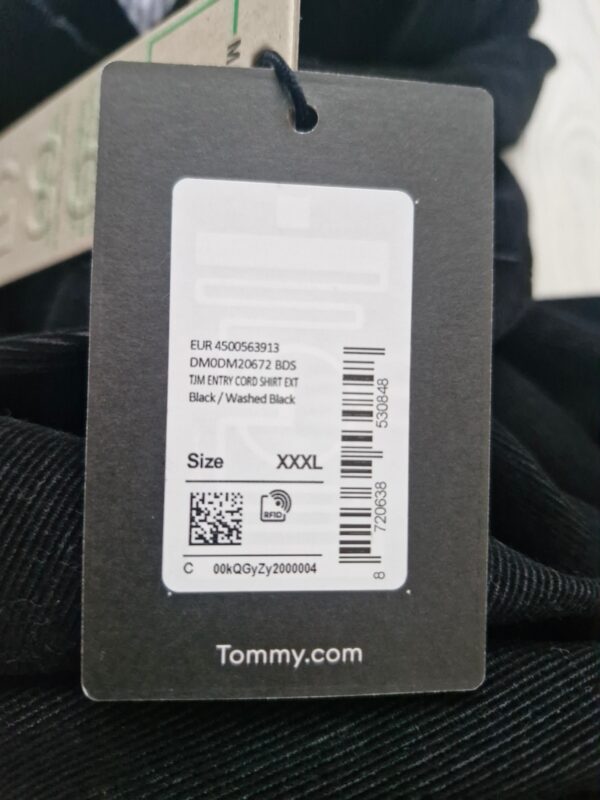 EUR 4500563913
DM0DM20672 BDS
TJM ENTRY CORD SHIRT EXT
Black / Washed Black
Size XXXL
RFID
C 00kQGyZy2000004
8 720638 530848
Tommy.com